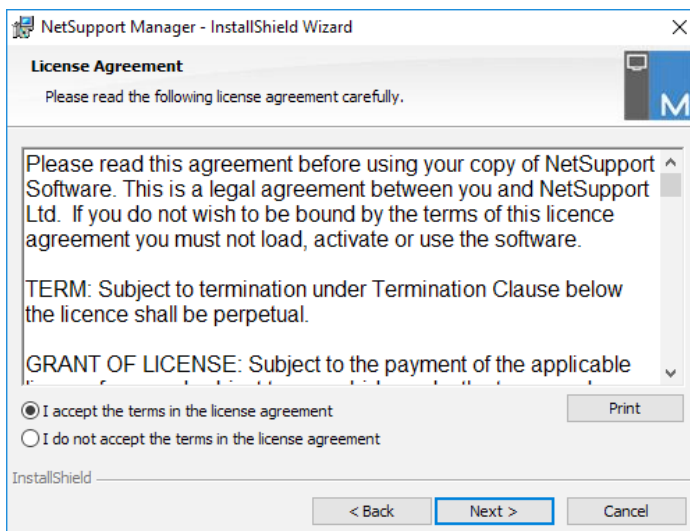 NetSupport Manager - InstallShield Wizard
License Agreement
Please read the following license agreement carefully.
M
Please read this agreement before using your copy of NetSupport
Software. This is a legal agreement between you and NetSupport
Ltd.  If you do not wish to be bound by the terms of this licence
agreement you must not load, activate or use the software.
TERM: Subject to termination under Termination Clause below
the licence shall be perpetual.
GRANT OF LICENSE: Subject to the payment of the applicable
I accept the terms in the license agreement
Print
I do not accept the terms in the license agreement
InstallShield
< Back
Next >
Cancel